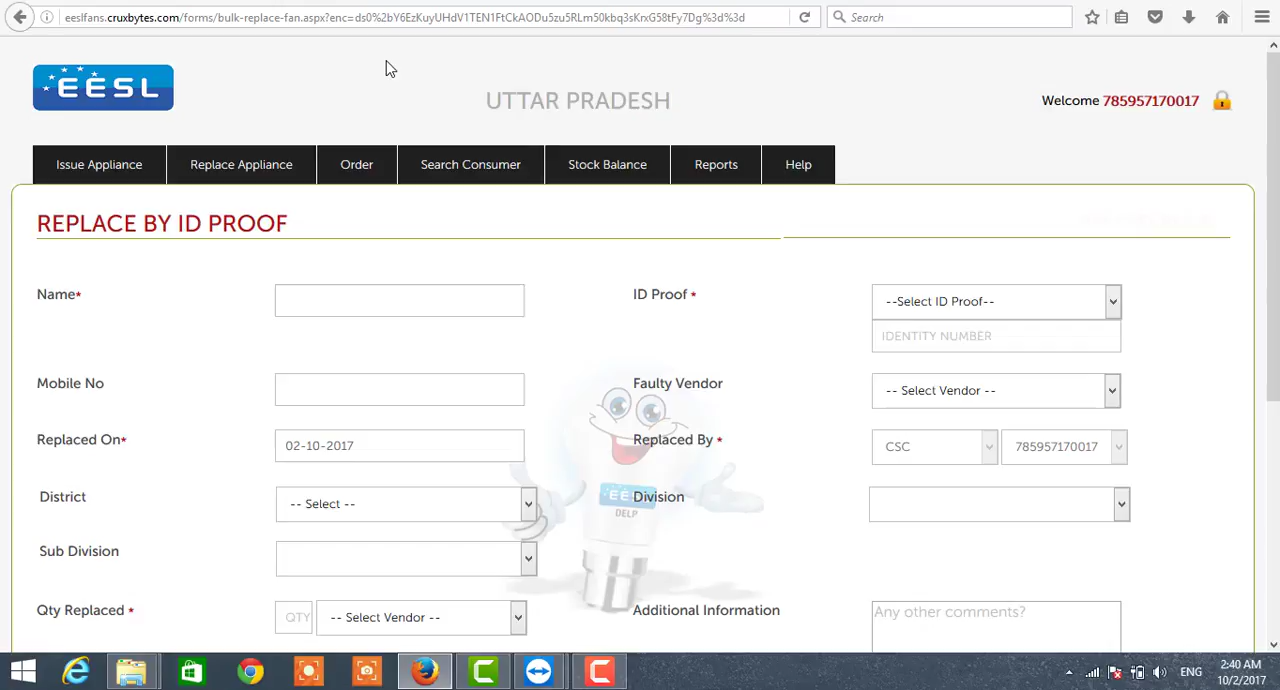 eeslfans.cruxbytes.com/forms/bulk-replace-fan.aspx?enc=ds0%2bY6EzKuyUHdV1TEN1FtCkAODu5zu5RLm50kbq3sKrxG58tFy7Dg%3d%3d
Search
EESL
UTTAR PRADESH
Welcome 785957170017
Issue Appliance Replace Appliance Order Search Consumer Stock Balance Reports Help
REPLACE BY ID PROOF
Name*
ID Proof *
--Select ID Proof--
IDENTITY NUMBER
Mobile No
Faulty Vendor
-- Select Vendor --
Replaced On*
02-10-2017
Replaced By *
CSC
785957170017
District
-- Select --
Division
EESL
DELP
Sub Division
Qty Replaced *
QTY
-- Select Vendor --
Additional Information
Any other comments?
ENG
2:40 AM
10/2/2017